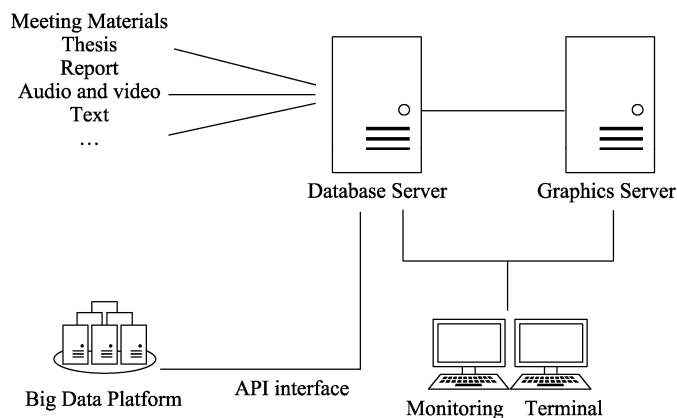 Meeting Materials
Thesis
Report
Audio and video
Text
…
Database Server
Graphics Server
Big Data Platform
API interface
Monitoring Terminal